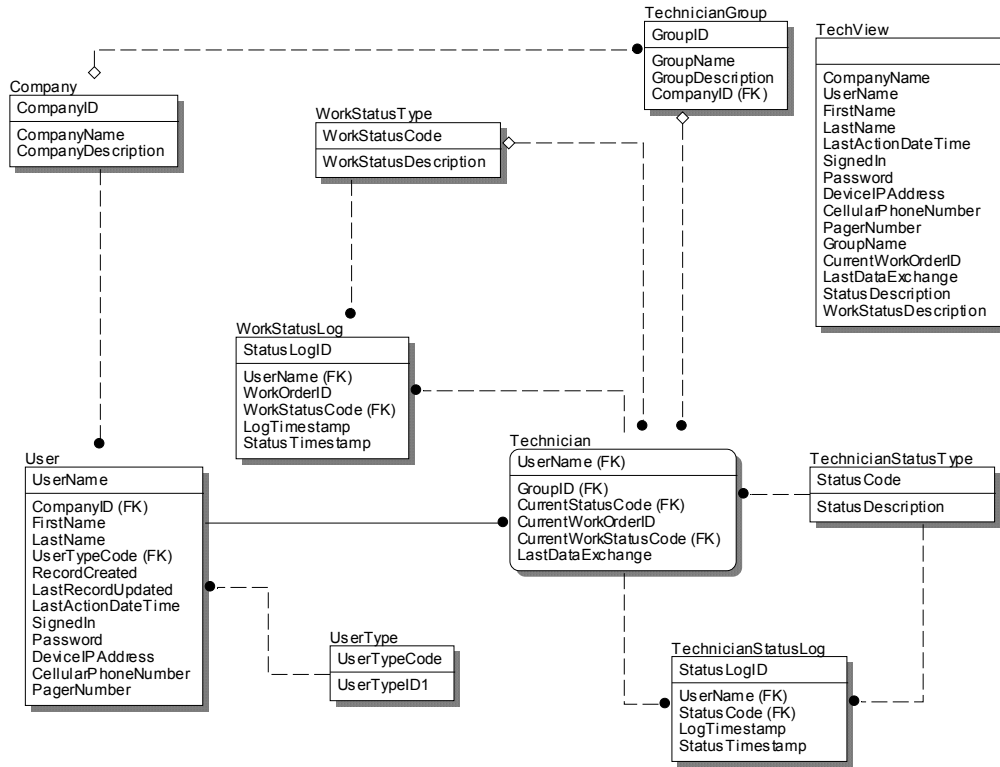 TechnicianGroup
GroupID
GroupName
GroupDescription
CompanyID (FK)
TechView
CompanyName
UserName
FirstName
LastName
LastActionDateTime
SignedIn
Password
DeviceIPAddress
CellularPhoneNumber
PagerNumber
GroupName
CurrentWorkOrderID
LastDataExchange
StatusDescription
WorkStatusDescription
Company
CompanyID
CompanyName
CompanyDescription
WorkStatusType
WorkStatusCode
WorkStatusDescription
WorkStatusLog
StatusLogID
UserName (FK)
WorkOrderID
WorkStatusCode (FK)
LogTimestamp
StatusTimestamp
User
UserName
CompanyID (FK)
FirstName
LastName
UserTypeCode (FK)
RecordCreated
LastRecordUpdated
LastActionDateTime
SignedIn
Password
DeviceIPAddress
CellularPhoneNumber
PagerNumber
Technician
UserName (FK)
GroupID (FK)
CurrentStatusCode (FK)
CurrentWorkOrderID
CurrentWorkStatusCode (FK)
LastDataExchange
TechnicianStatusType
StatusCode
StatusDescription
UserType
UserTypeCode
UserTypeID1
TechnicianStatusLog
StatusLogID
UserName (FK)
StatusCode (FK)
LogTimestamp
StatusTimestamp